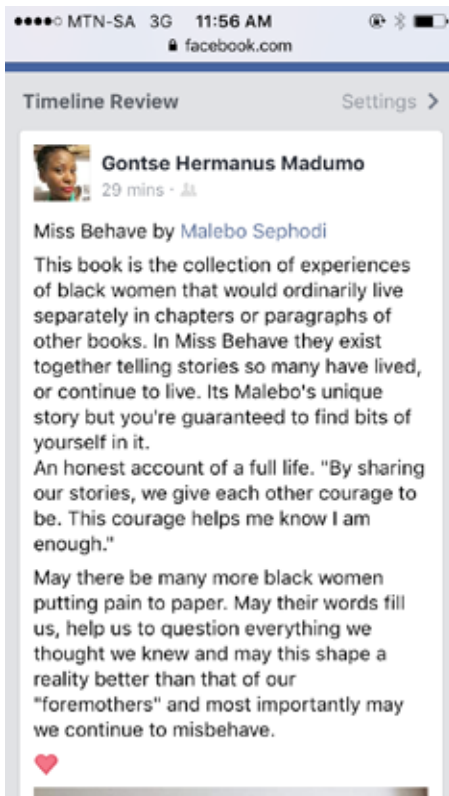 MTN-SA 3G 11:56 AM
facebook.com
Timeline Review Settings
Gontse Hermanus Madumo
29 mins ·
Miss Behave by Malebo Sephodi
This book is the collection of experiences
of black women that would ordinarily live
separately in chapters or paragraphs of
other books. In Miss Behave they exist
together telling stories so many have lived,
or continue to live. Its Malebo's unique
story but you're guaranteed to find bits of
yourself in it.
An honest account of a full life. "By sharing
our stories, we give each other courage to
be. This courage helps me know I am
enough."
May there be many more black women
putting pain to paper. May their words fill
us, help us to question everything we
thought we knew and may this shape a
reality better than that of our
"foremothers" and most importantly may
we continue to misbehave.